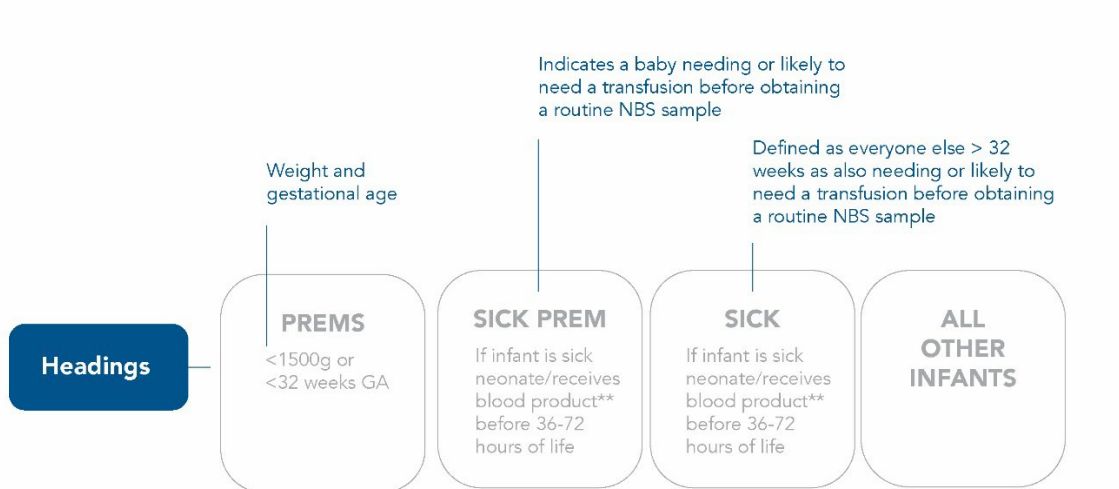 Indicates a baby needing or likely to
need a transfusion before obtaining
a routine NBS sample
Defined as everyone else > 32
weeks as also needing or likely to
need a transfusion before obtaining
a routine NBS sample
Weight and
gestational age
Headings
PREMS
<1500g or
<32 weeks GA
SICK PREM
If infant is sick
neonate/receives
blood product**
before 36-72
hours of life
SICK
If infant is sick
neonate/receives
blood product**
before 36-72
hours of life
ALL
OTHER
INFANTS